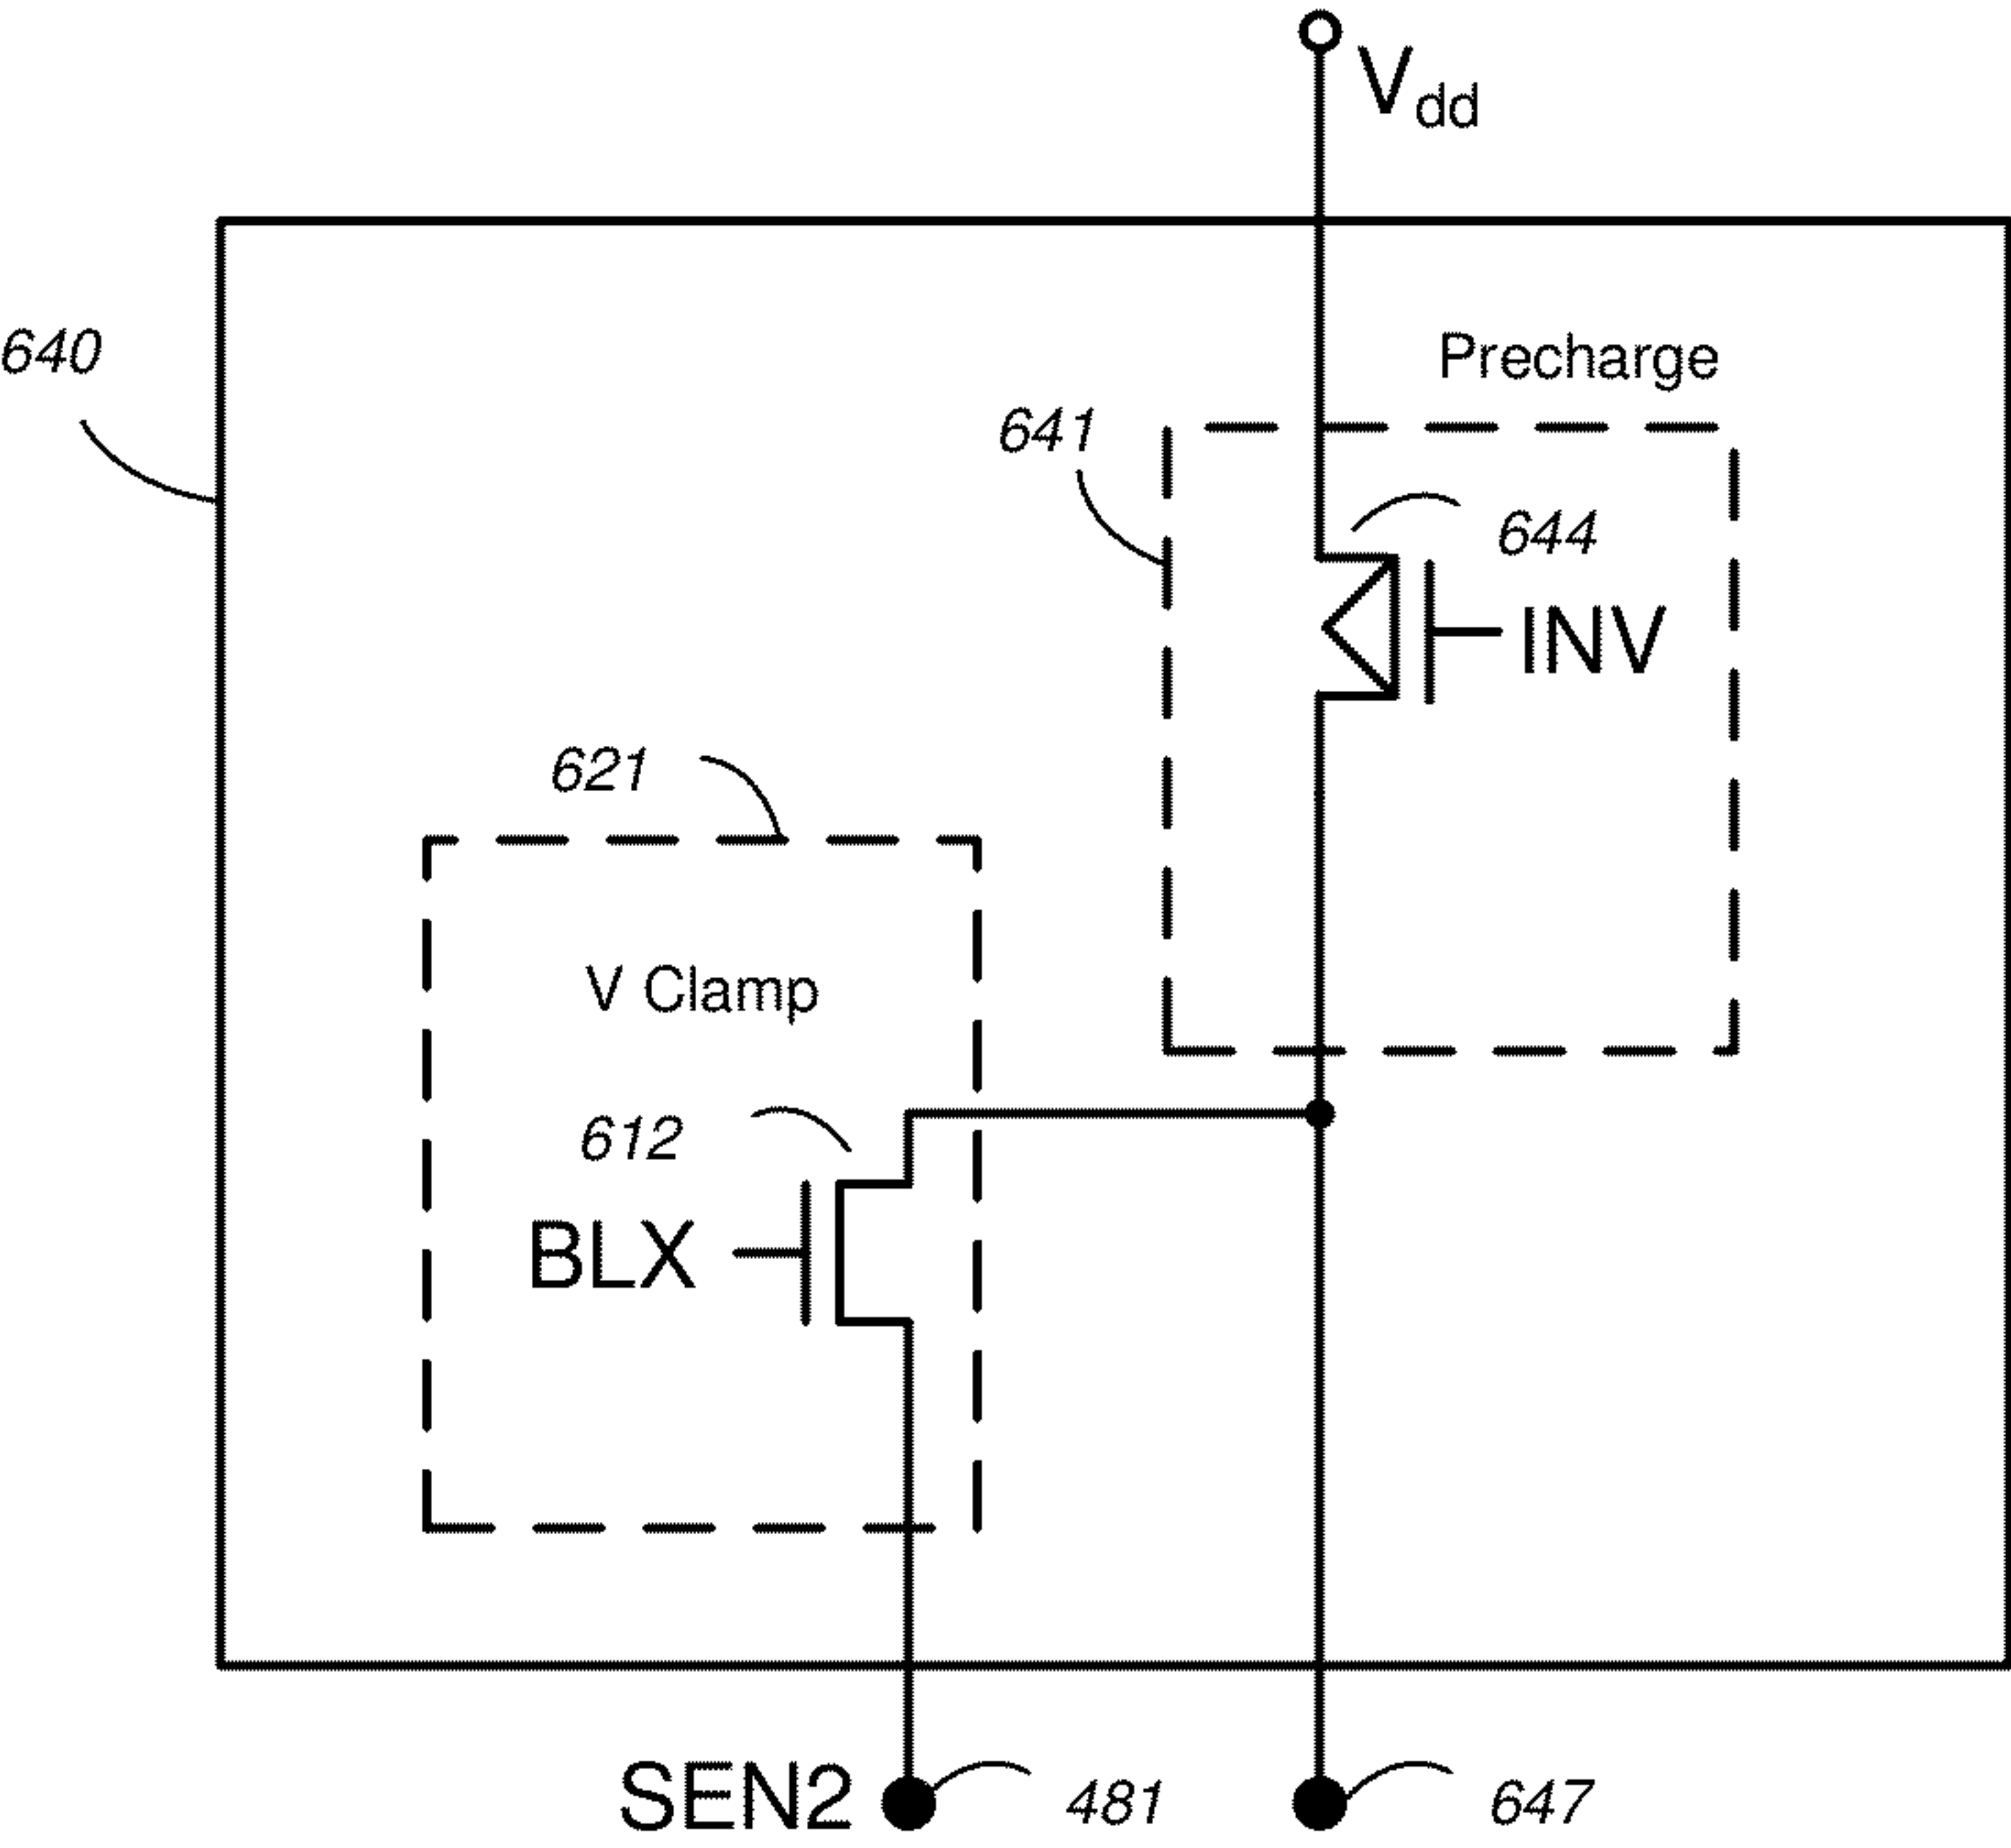 Vdd
640
Precharge
641
644
INV
621
V Clamp
612
BLX
SEN2
481
647